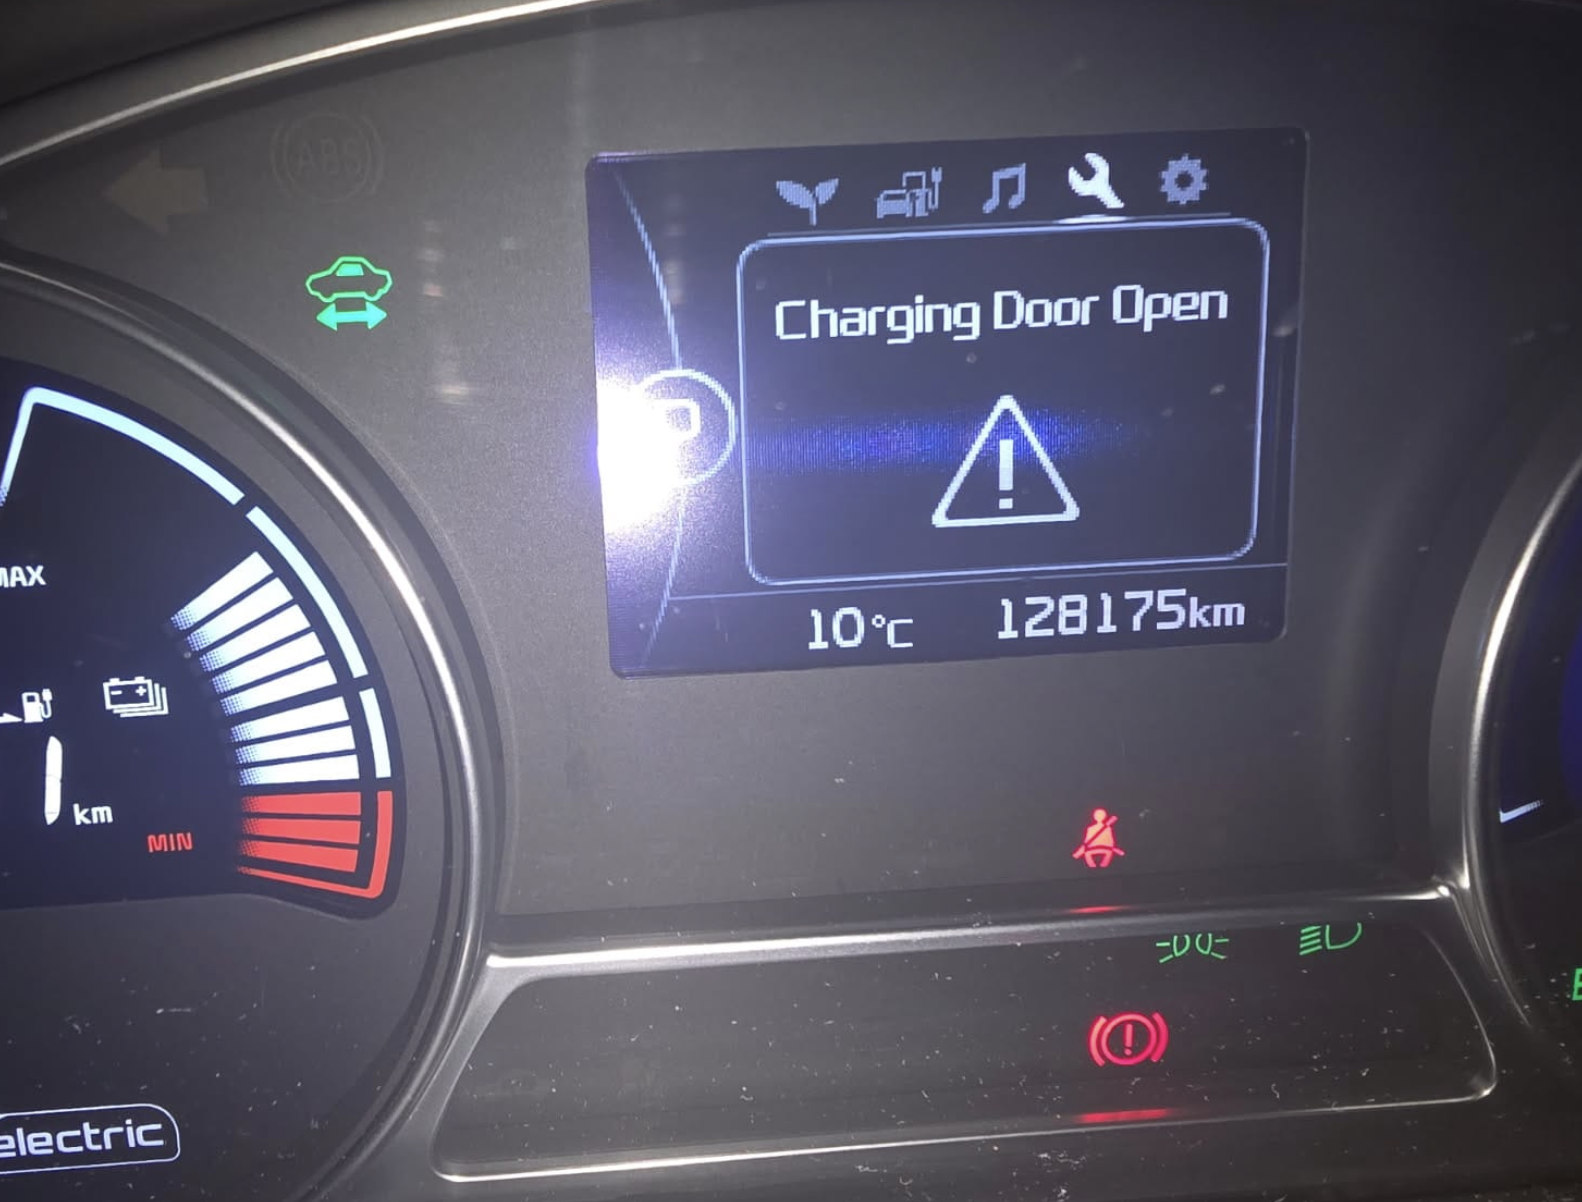 ABS
Charging Door Open
10°C 128175km
MAX
km
MIN
electric